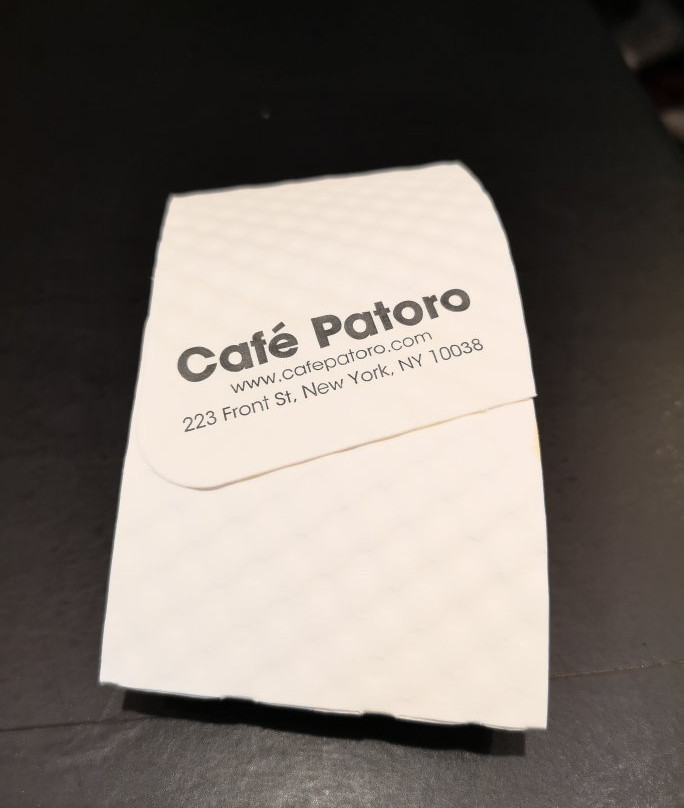 Café Patoro
www.cafepatoro.com
223 Front St, New York, NY 10038